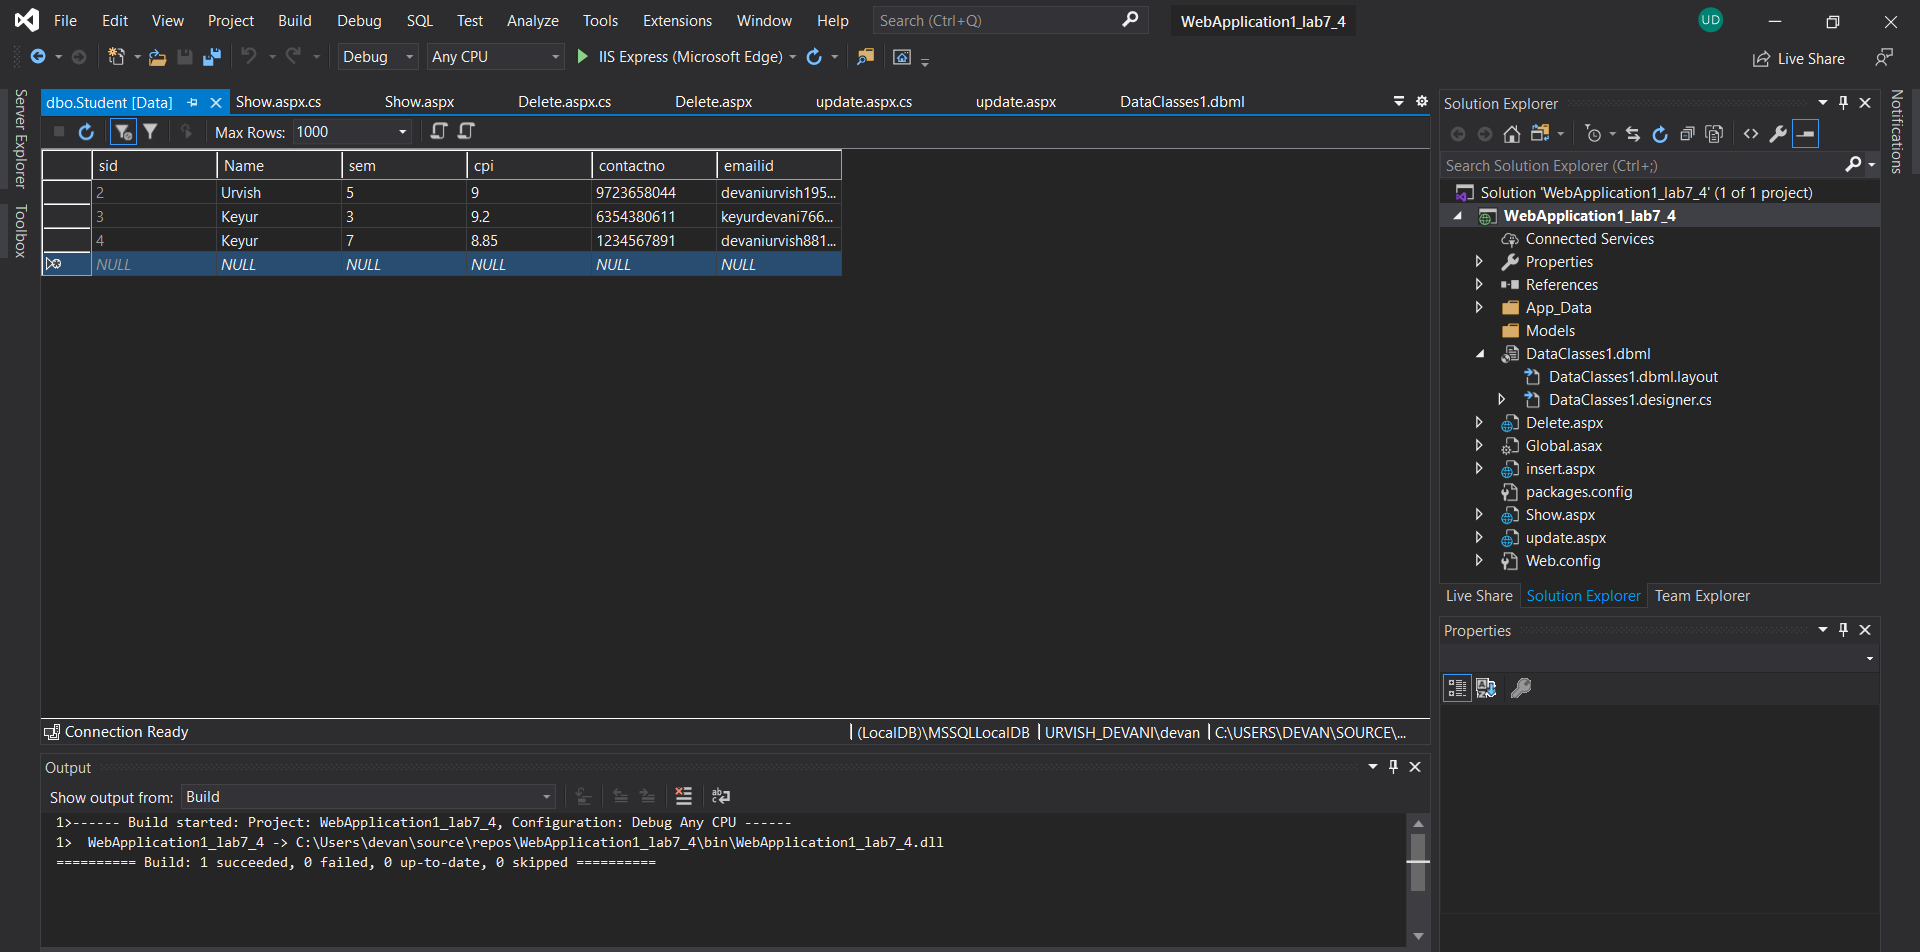 File Edit View Project Build Debug SQL Test Analyze Tools Extensions Window Help Search (Ctrl+Q) WebApplication1_lab7_4 UD
Debug Any CPU IIS Express (Microsoft Edge) Live Share
Server Explorer
Toolbox
dbo.Student [Data] Show.aspx.cs Show.aspx Delete.aspx.cs Delete.aspx update.aspx.cs update.aspx DataClasses1.dbml
Max Rows: 1000
sid Name sem cpi contactno emailid
2 Urvish 5 9 9723658044 devaniurvish195...
3 Keyur 3 9.2 6354380611 keyurdevani766...
4 Keyur 7 8.85 1234567891 devaniurvish881...
NULL NULL NULL NULL NULL NULL
Connection Ready (LocalDB)\MSSQLLocalDB URVISH_DEVANI\devan C:\USERS\DEVAN\SOURCE\...
Output
Show output from: Build
1>------ Build started: Project: WebApplication1_lab7_4, Configuration: Debug Any CPU ------
1>  WebApplication1_lab7_4 -> C:\Users\devan\source\repos\WebApplication1_lab7_4\bin\WebApplication1_lab7_4.dll
========== Build: 1 succeeded, 0 failed, 0 up-to-date, 0 skipped ==========
Solution Explorer
Search Solution Explorer (Ctrl+;)
Solution 'WebApplication1_lab7_4' (1 of 1 project)
WebApplication1_lab7_4
Connected Services
Properties
References
App_Data
Models
DataClasses1.dbml
DataClasses1.dbml.layout
DataClasses1.designer.cs
Delete.aspx
Global.asax
insert.aspx
packages.config
Show.aspx
update.aspx
Web.config
Live Share Solution Explorer Team Explorer
Properties
Notifications